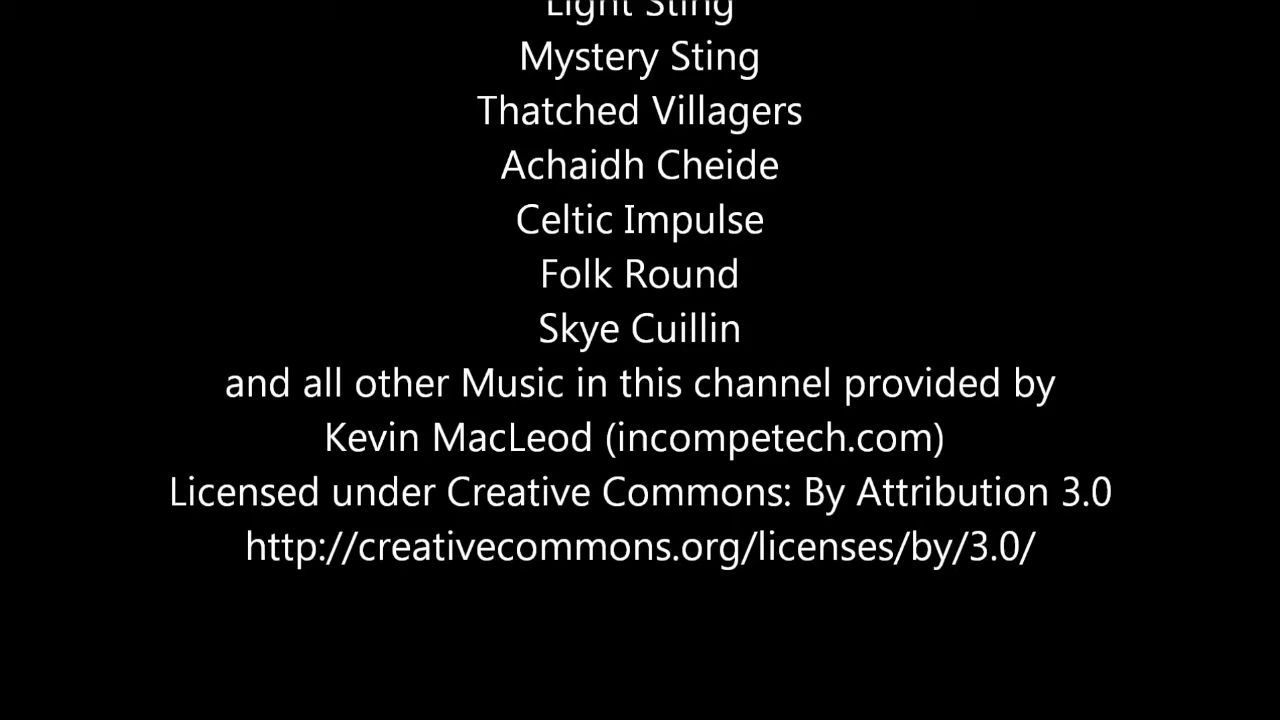 Light Sting
Mystery Sting
Thatched Villagers
Achaidh Cheide
Celtic Impulse
Folk Round
Skye Cuillin
and all other Music in this channel provided by
Kevin MacLeod (incompetech.com)
Licensed under Creative Commons: By Attribution 3.0
http://creativecommons.org/licenses/by/3.0/